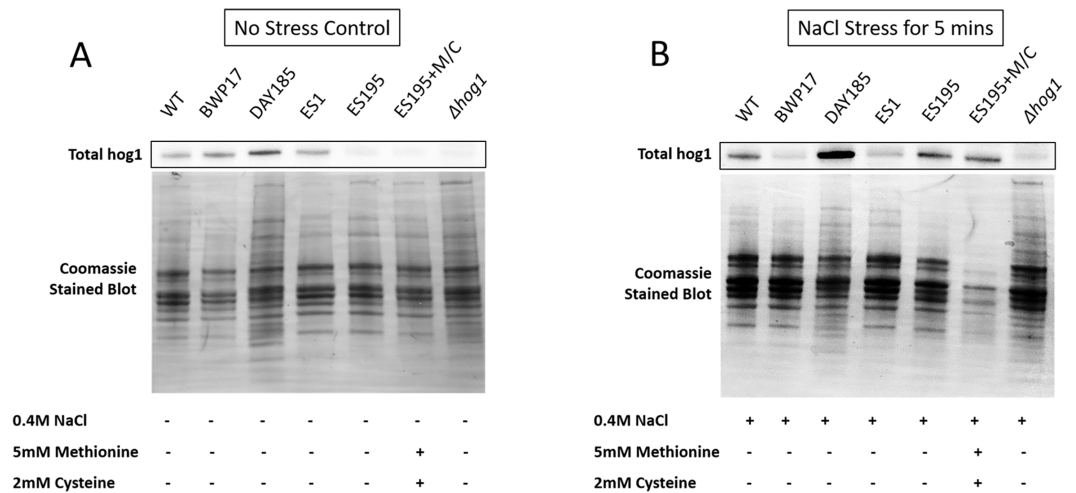 No Stress Control
A
WT BWP17 DAY185 ES1 ES195 ES195+M/C Δhog1
Total hog1
Coomassie
Stained Blot
0.4M NaCl - - - - - - -
5mM Methionine - - - - - + -
2mM Cysteine - - - - - + -
NaCl Stress for 5 mins
B
WT BWP17 DAY185 ES1 ES195 ES195+M/C Δhog1
Total hog1
Coomassie
Stained Blot
0.4M NaCl + + + + + + +
5mM Methionine - - - - - + -
2mM Cysteine - - - - - + -